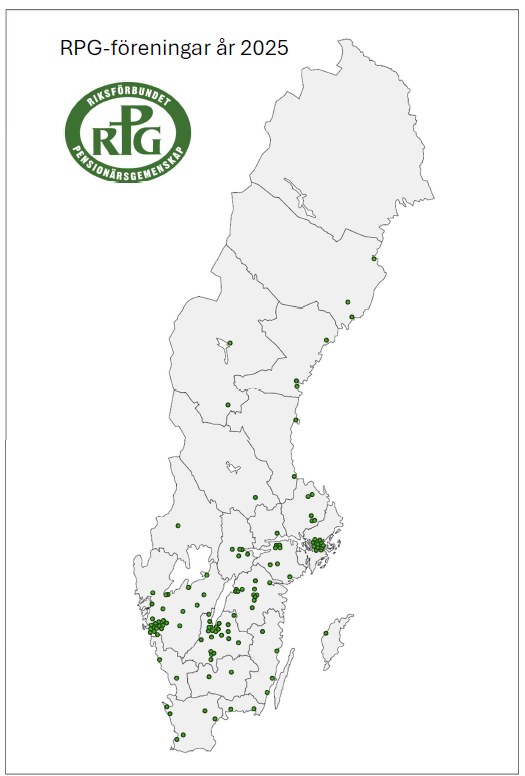 RPG-föreningar år 2025
RIKSFÖRBUNDET
RPG
PENSIONÄRSGEMENSKAP